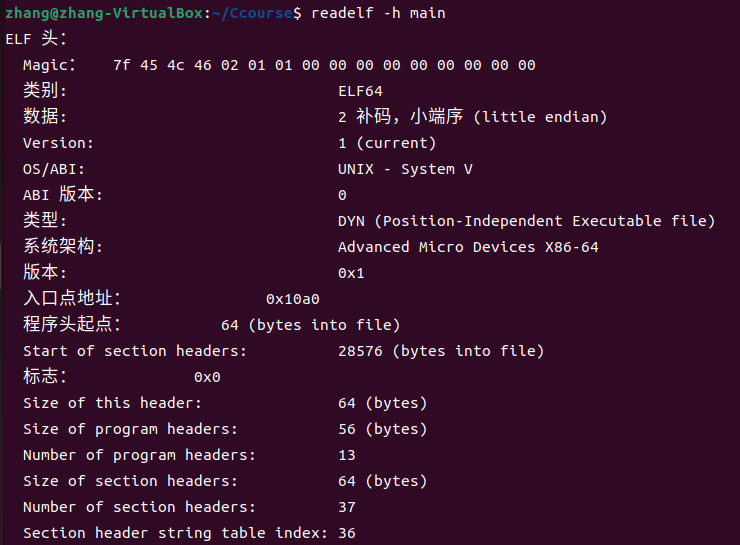 zhang@zhang-VirtualBox:~/Ccourse$ readelf -h main
ELF 头：
  Magic：   7f 45 4c 46 02 01 01 00 00 00 00 00 00 00 00 00
  类别:                              ELF64
  数据:                              2 补码，小端序 (little endian)
  Version:                           1 (current)
  OS/ABI:                            UNIX - System V
  ABI 版本:                          0
  类型:                              DYN (Position-Independent Executable file)
  系统架构:                          Advanced Micro Devices X86-64
  版本:                              0x1
  入口点地址：               0x10a0
  程序头起点：          64 (bytes into file)
  Start of section headers:          28576 (bytes into file)
  标志：             0x0
  Size of this header:               64 (bytes)
  Size of program headers:           56 (bytes)
  Number of program headers:         13
  Size of section headers:           64 (bytes)
  Number of section headers:         37
  Section header string table index: 36